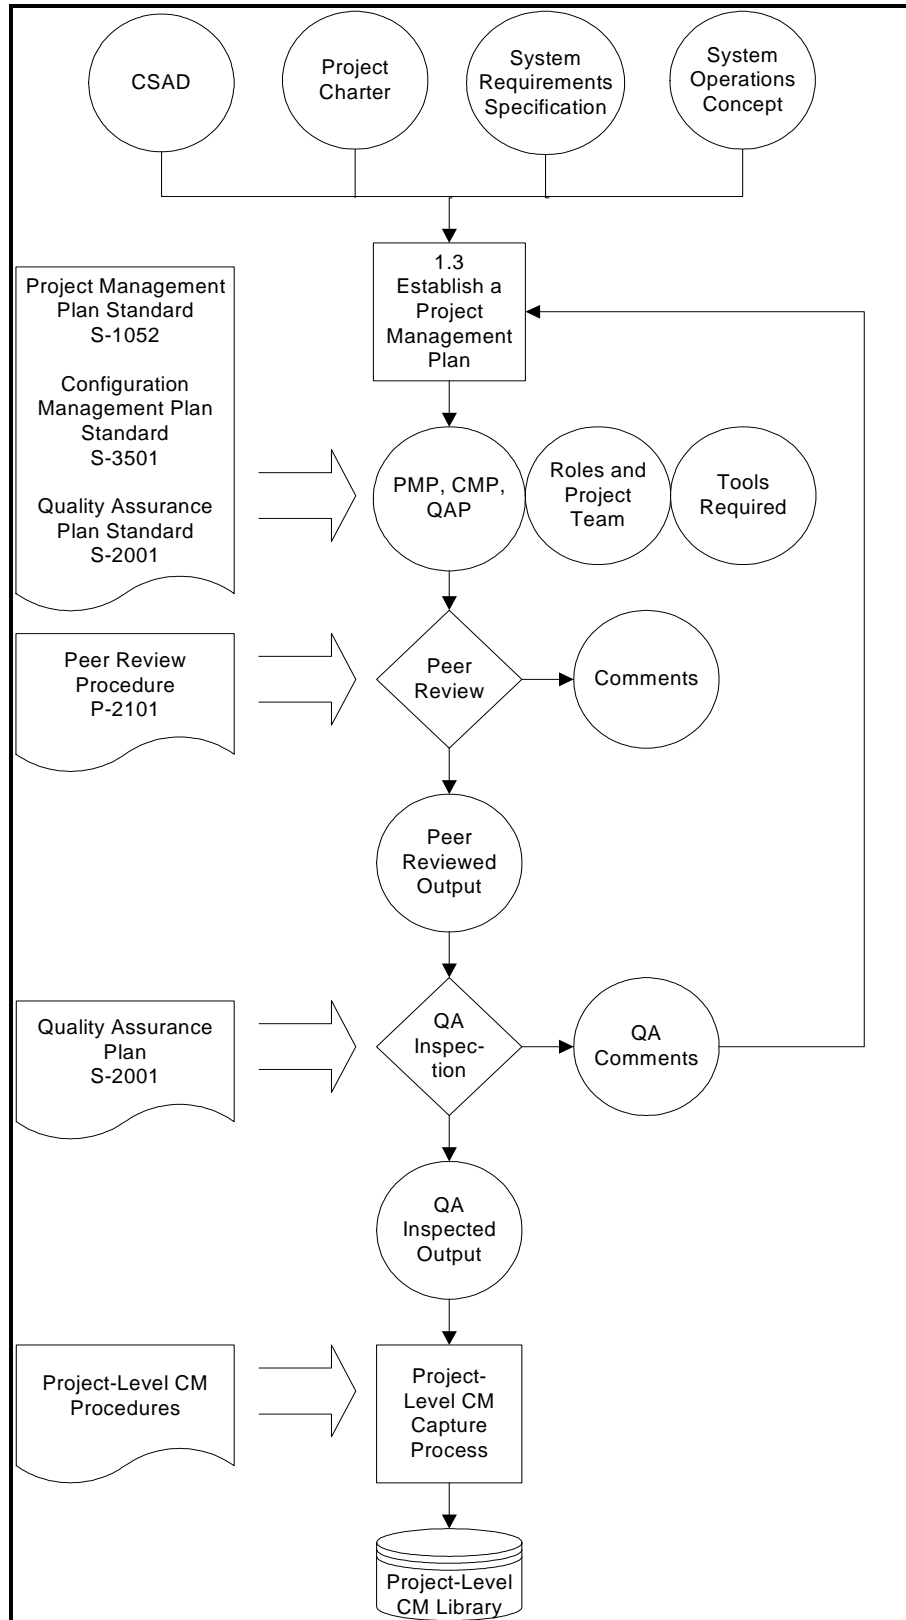 CSAD
Project
Charter
System
Requirements
Specification
System
Operations
Concept
1.3
Establish a
Project
Management
Plan
Project Management
Plan Standard
S-1052
Configuration
Management Plan
Standard
S-3501
Quality Assurance
Plan Standard
S-2001
PMP, CMP,
QAP
Roles and
Project
Team
Tools
Required
Peer Review
Procedure
P-2101
Peer
Review
Comments
Peer
Reviewed
Output
Quality Assurance
Plan
S-2001
QA
Inspec-
tion
QA
Comments
QA
Inspected
Output
Project-Level CM
Procedures
Project-
Level CM
Capture
Process
Project-Level
CM Library